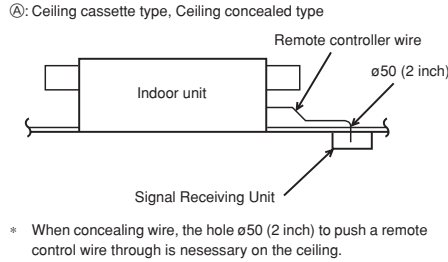 Ⓐ: Ceiling cassette type, Ceiling concealed type
Remote controller wire
ø50 (2 inch)
Indoor unit
Signal Receiving Unit
* When concealing wire, the hole ø50 (2 inch) to push a remote
control wire through is nesessary on the ceiling.